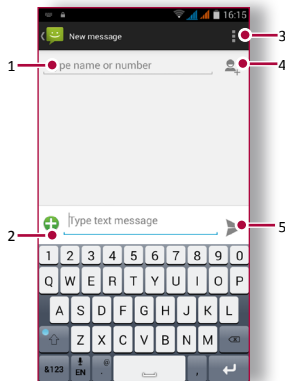 16:15
New message
3
1
pe name or number
4
Type text message
2
5
1 2 3 4 5 6 7 8 9 0
Q W E R T Y U I O P
A S D F G H J K L
Z X C V B N M
&123 EN @ . ,